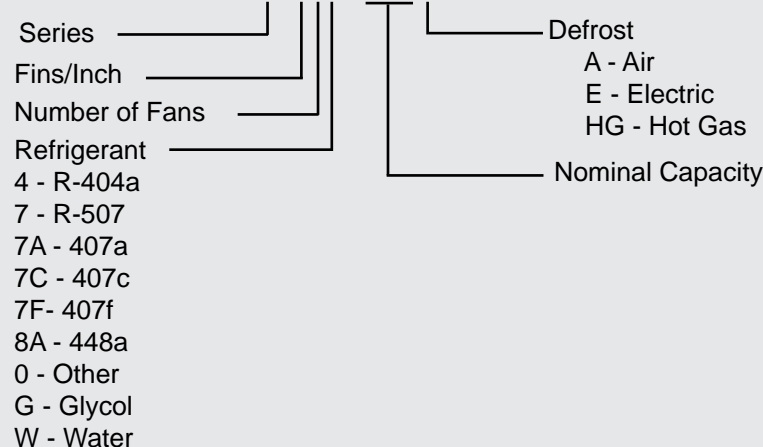 Series
Fins/Inch
Number of Fans
Refrigerant
4 - R-404a
7 - R-507
7A - 407a
7C - 407c
7F- 407f
8A - 448a
0 - Other
G - Glycol
W - Water
Defrost
A - Air
E - Electric
HG - Hot Gas
Nominal Capacity